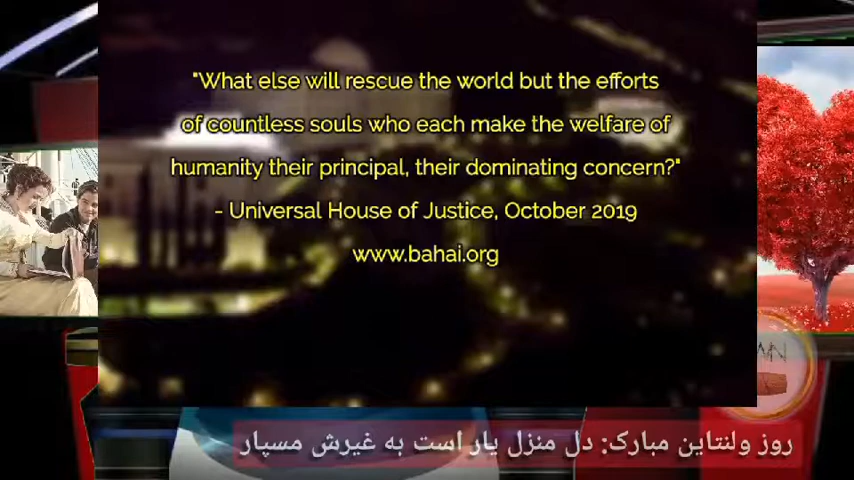 "What else will rescue the world but the efforts
of countless souls who each make the welfare of
humanity their principal, their dominating concern?"
- Universal House of Justice, October 2019
www.bahai.org
روز ولنتاین مبارک: دل منزل یار است به غیرش مسپار